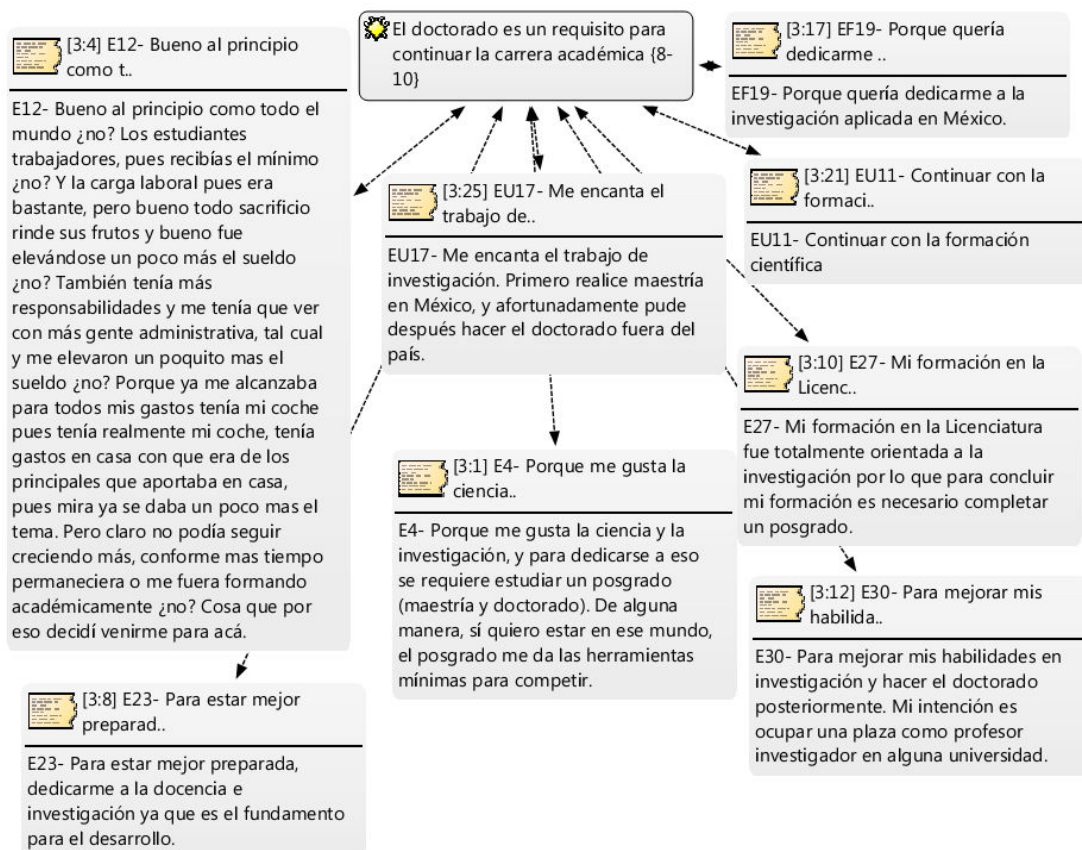 El doctorado es un requisito para
continuar la carrera académica {8-
10}
[3:4] E12- Bueno al principio
como t..
E12- Bueno al principio como todo el
mundo ¿no? Los estudiantes
trabajadores, pues recibías el mínimo
¿no? Y la carga laboral pues era
bastante, pero bueno todo sacrificio
rinde sus frutos y bueno fue
elevándose un poco más el sueldo
¿no? También tenía más
responsabilidades y me tenía que ver
con más gente administrativa, tal cual
y me elevaron un poquito mas el
sueldo ¿no? Porque ya me alcanzaba
para todos mis gastos tenía mi coche
pues tenía realmente mi coche, tenía
gastos en casa con que era de los
principales que aportaba en casa,
pues mira ya se daba un poco mas el
tema. Pero claro no podía seguir
creciendo más, conforme mas tiempo
permaneciera o me fuera formando
académicamente ¿no? Cosa que por
eso decidí venirme para acá.
[3:17] EF19- Porque quería
dedicarme ..
EF19- Porque quería dedicarme a la
investigación aplicada en México.
[3:25] EU17- Me encanta el
trabajo de..
EU17- Me encanta el trabajo de
investigación. Primero realice maestría
en México, y afortunadamente pude
después hacer el doctorado fuera del
país.
[3:21] EU11- Continuar con la
formaci..
EU11- Continuar con la formación
científica
[3:10] E27- Mi formación en la
Licenc..
E27- Mi formación en la Licenciatura
fue totalmente orientada a la
investigación por lo que para concluir
mi formación es necesario completar
un posgrado.
[3:1] E4- Porque me gusta la
ciencia..
E4- Porque me gusta la ciencia y la
investigación, y para dedicarse a eso
se requiere estudiar un posgrado
(maestría y doctorado). De alguna
manera, sí quiero estar en ese mundo,
el posgrado me da las herramientas
mínimas para competir.
[3:12] E30- Para mejorar mis
habilida..
E30- Para mejorar mis habilidades en
investigación y hacer el doctorado
posteriormente. Mi intención es
ocupar una plaza como profesor
investigador en alguna universidad.
[3:8] E23- Para estar mejor
preparad..
E23- Para estar mejor preparada,
dedicarme a la docencia e
investigación ya que es el fundamento
para el desarrollo.